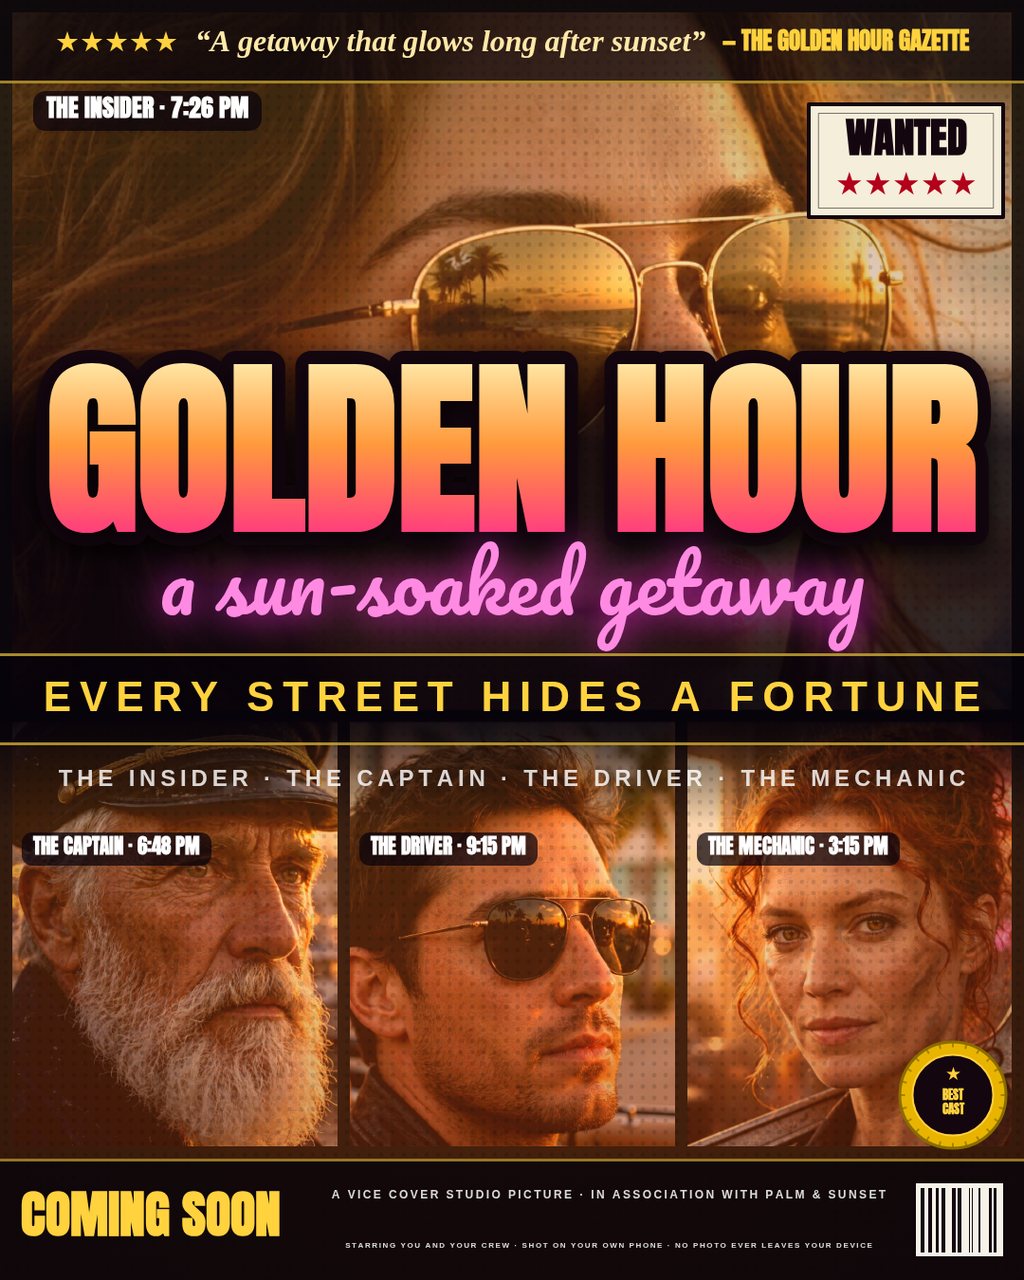 ★★★★★ “A getaway that glows long after sunset” – THE GOLDEN HOUR GAZETTE
THE INSIDER · 7:26 PM
WANTED
★★★★★
GOLDEN HOUR
a sun-soaked getaway
EVERY STREET HIDES A FORTUNE
THE INSIDER · THE CAPTAIN · THE DRIVER · THE MECHANIC
THE CAPTAIN · 6:48 PM
THE DRIVER · 9:15 PM
THE MECHANIC · 3:15 PM
★
BEST
CAST
COMING SOON
A VICE COVER STUDIO PICTURE · IN ASSOCIATION WITH PALM & SUNSET
STARRING YOU AND YOUR CREW · SHOT ON YOUR OWN PHONE · NO PHOTO EVER LEAVES YOUR DEVICE